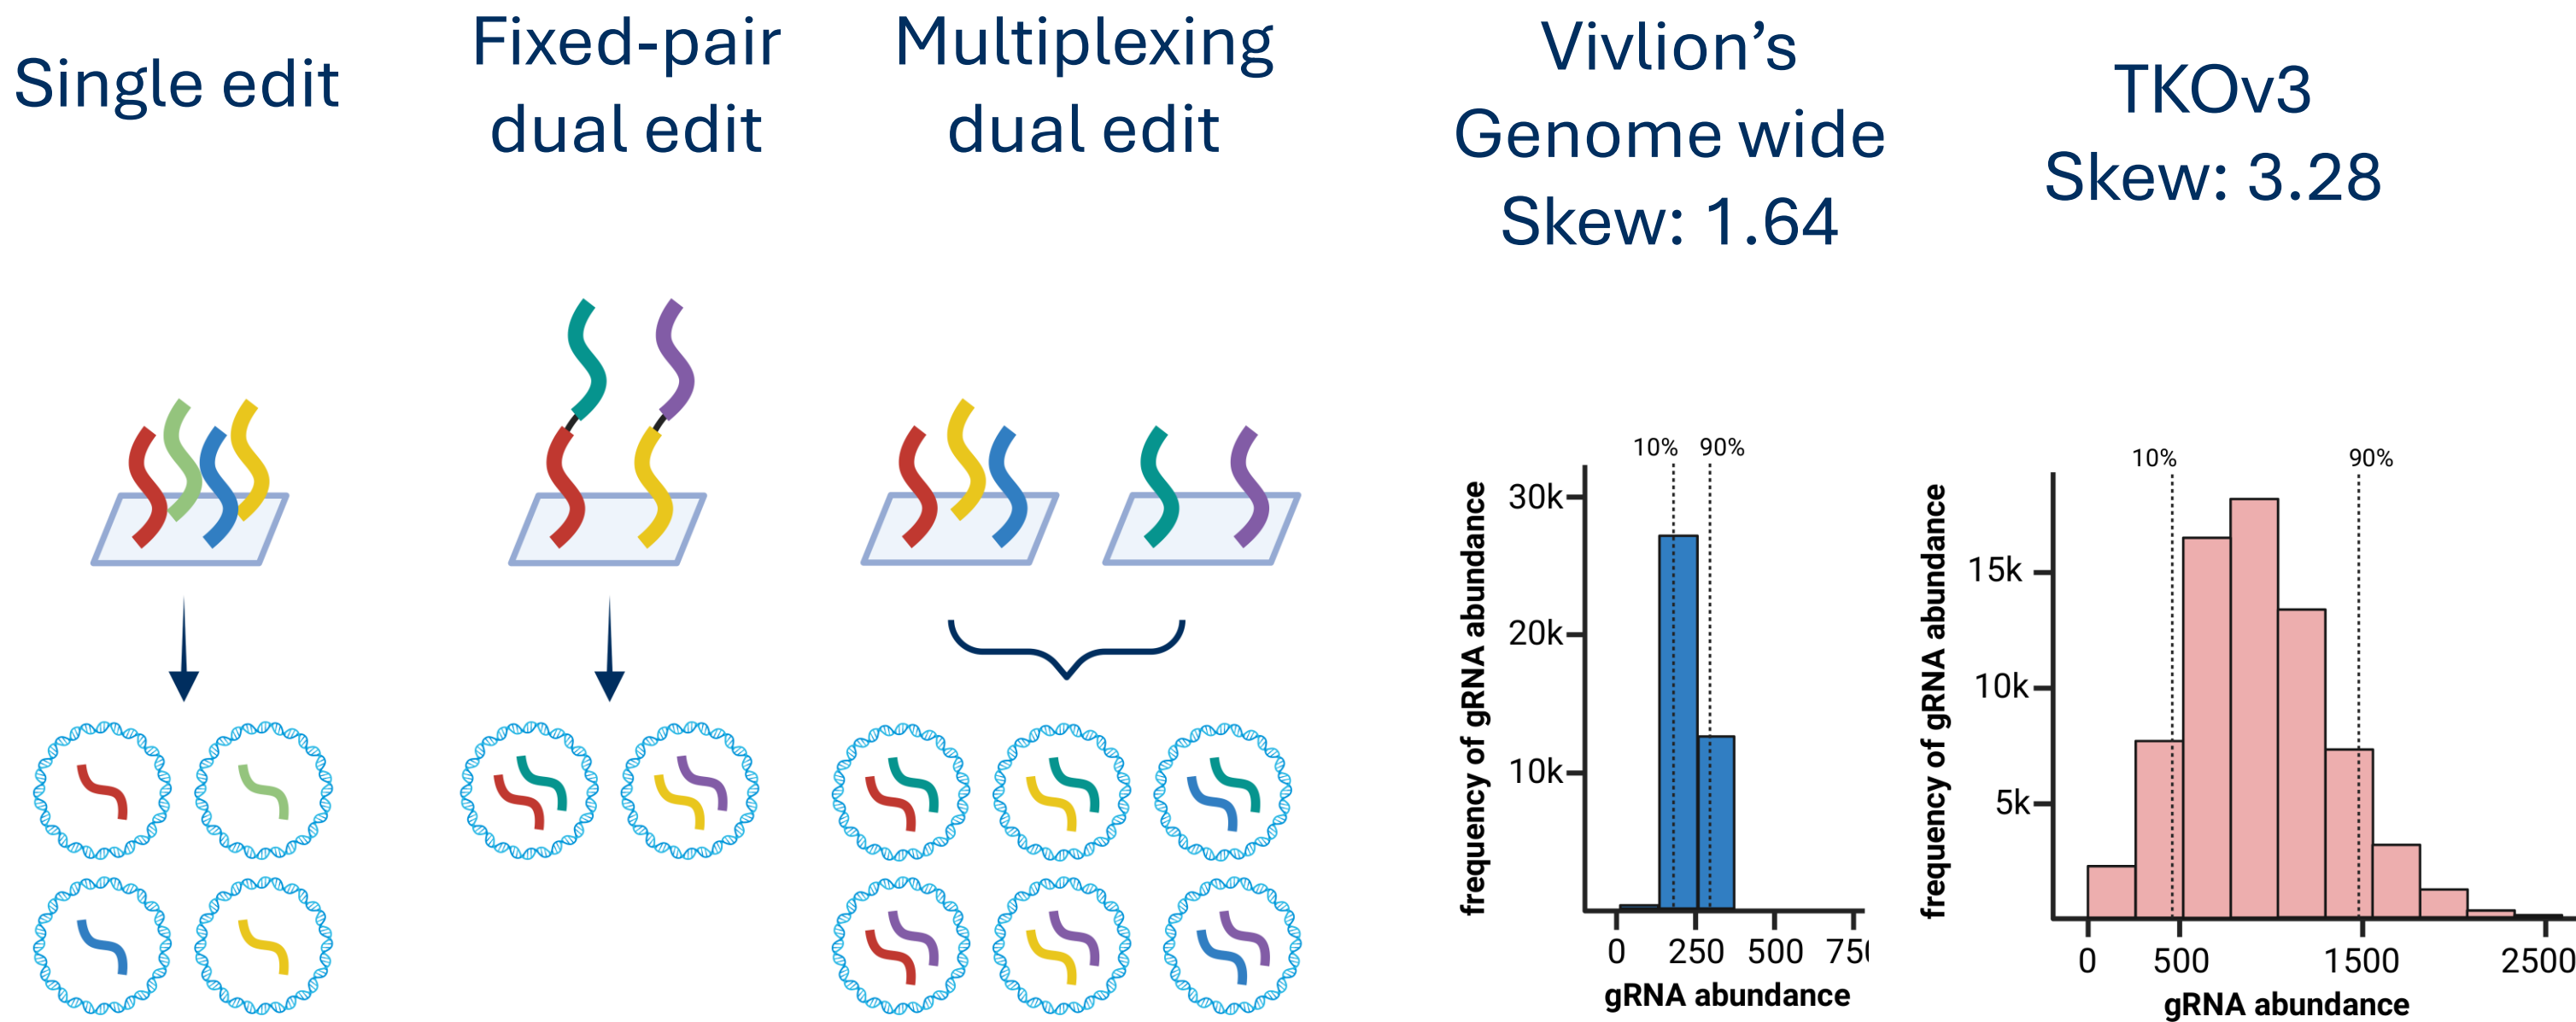 Single edit
Fixed-pair
dual edit
Multiplexing
dual edit
Vivlion’s
Genome wide
Skew: 1.64
TKOv3
Skew: 3.28
10% 90%
frequency of gRNA abundance
30k
20k
10k
0 250 500
gRNA abundance
10% 90%
frequency of gRNA abundance
15k
10k
5k
0 500 1500 2500
gRNA abundance